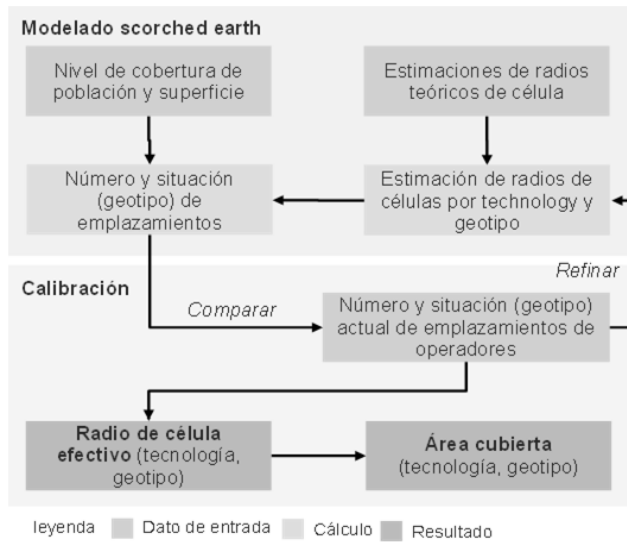 Modelado scorched earth
Nivel de cobertura de
población y superficie
Estimaciones de radios
teóricos de célula
Número y situación
(geotipo) de
emplazamientos
Estimación de radios de
células por technology y
geotipo
Refinar
Calibración
Comparar
Número y situación (geotipo)
actual de emplazamientos de
operadores
Radio de célula
efectivo (tecnología,
geotipo)
Área cubierta
(tecnología, geotipo)
leyenda
Dato de entrada
Cálculo
Resultado